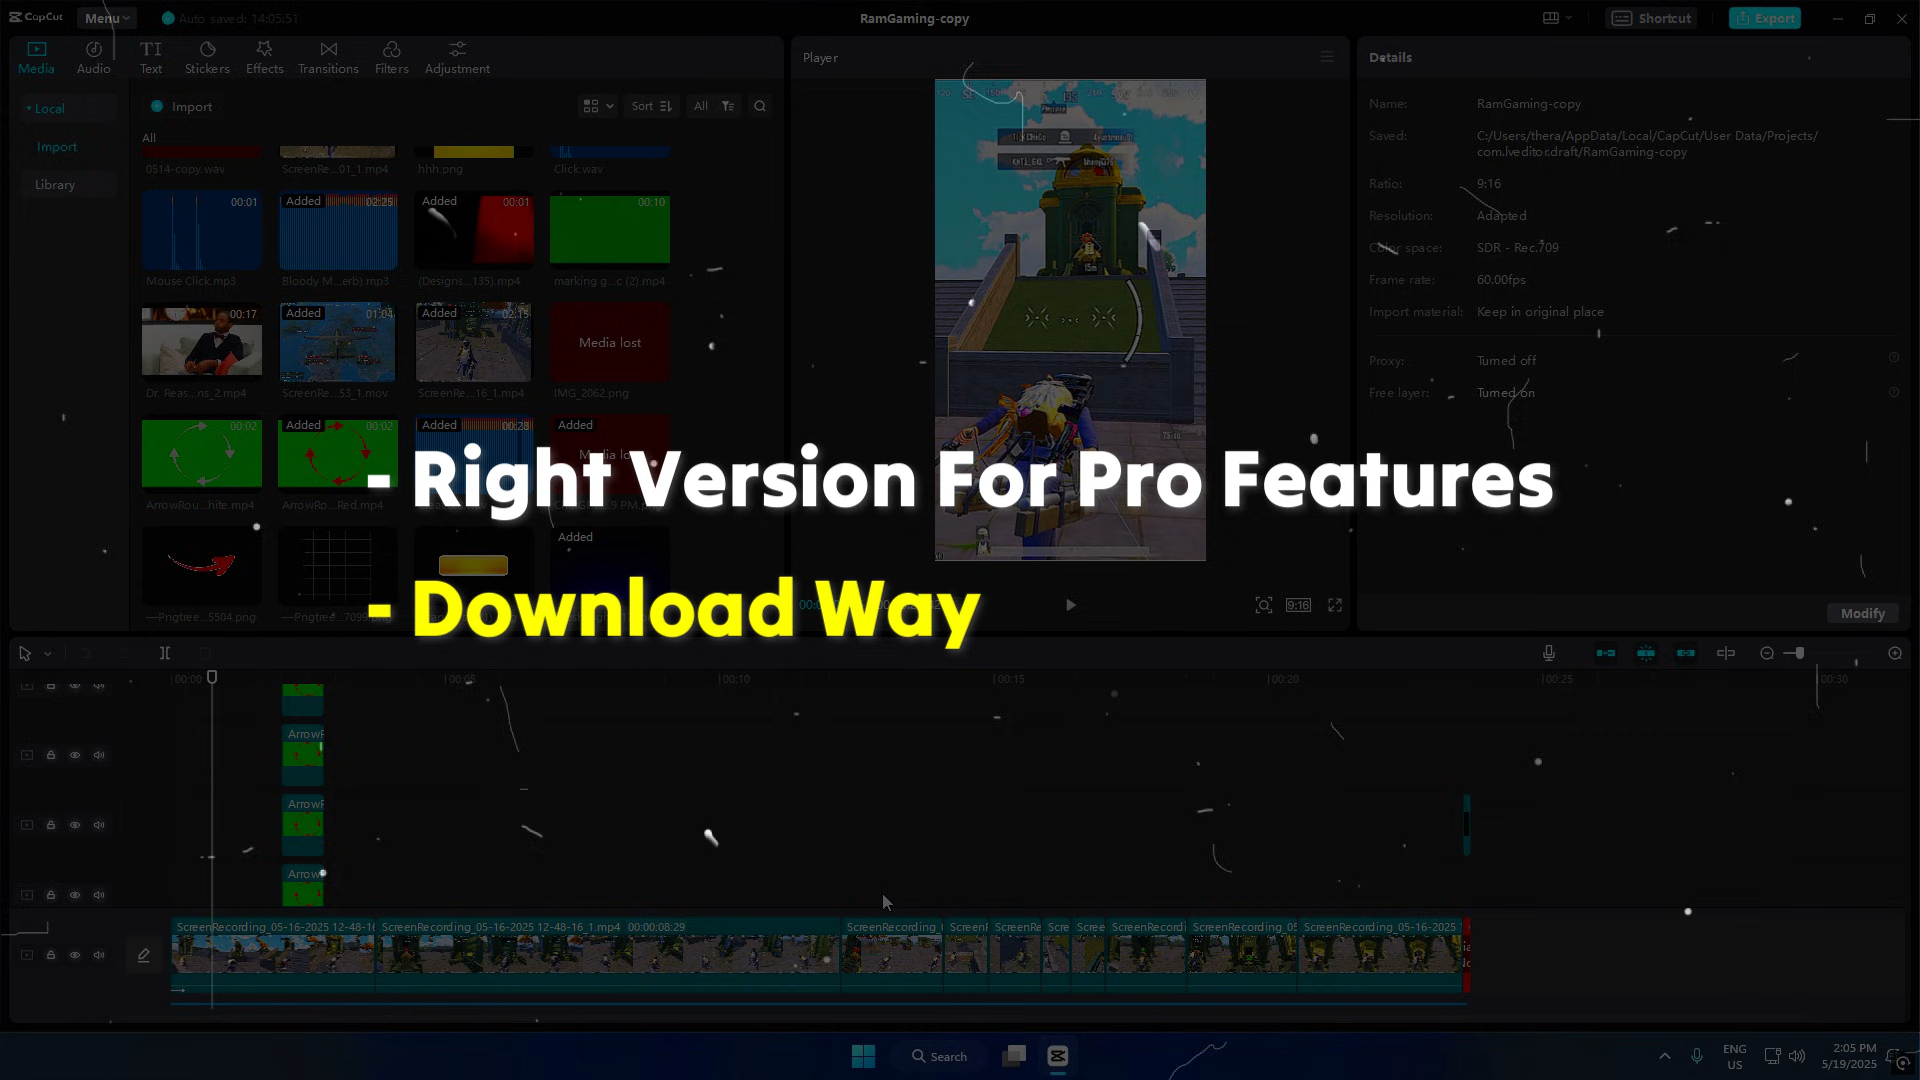 CapCut
Menu
Auto saved: 14:05:51
RamGaming-copy
Shortcut
Export
Media
Audio
TI
Text
Stickers
Effects
Transitions
Filters
Adjustment
Player
Details
Local
Import
Library
Import
Sort
All
All
0514-copy.wav
ScreenRe...01_1.mp4
hhh.png
Click.wav
00:01
Added 02:25
Added 00:01
00:10
Mouse Click.mp3
Bloody M...erb).mp3
(Designs...135).mp4
marking g...c (2).mp4
00:17
Added 01:04
Added 02:15
Media lost
Dr. Reas...ns_2.mp4
ScreenRe...53_1.mov
ScreenRe...16_1.mp4
IMG_2062.png
00:02
Added 00:02
Added 00:28
Added
ArrowRou...hite.mp4
ArrowRo...Red.mp4
Added
—Pngtree...5504.png
—Pngtree...7095.png
Name: RamGaming-copy
Saved: C:/Users/thera/AppData/Local/CapCut/User Data/Projects/
com.lveditor.draft/RamGaming-copy
Ratio: 9:16
Resolution: Adapted
Color space: SDR - Rec.709
Frame rate: 60.00fps
Import material: Keep in original place
Proxy: Turned off
Free layer: Turned on
Modify
- Right Version For Pro Features
- Download Way
9:16
00:00
00:05
00:10
00:15
00:20
00:25
00:30
ArrowR
ArrowR
ArrowR
ScreenRecording_05-16-2025 12-48-16
ScreenRecording_05-16-2025 12-48-16_1.mp4 00:00:08:29
ScreenRecording_
ScreenR
ScreenRe
Scre
Scree
ScreenRecordi
ScreenRecording_05
ScreenRecording_05-16-2025
Search
ENG
US
2:05 PM
5/19/2025